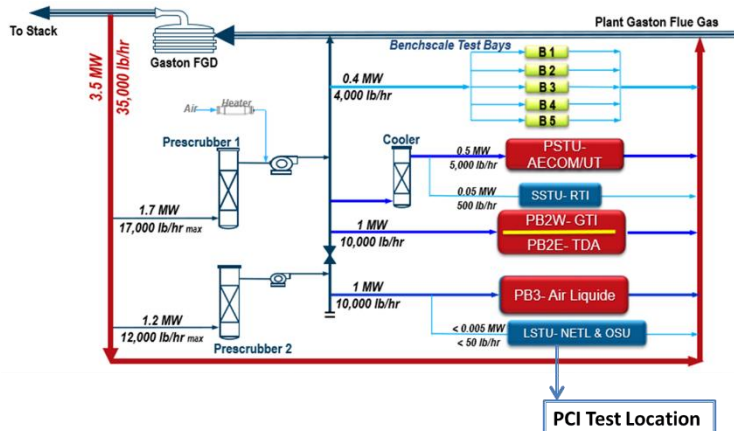 To Stack
Gaston FGD
Plant Gaston Flue Gas
Benchscale Test Bays
3.5 MW
35,000 lb/hr
0.4 MW
4,000 lb/hr
B 1
B 2
B 3
B 4
B 5
Air
Heater
Prescrubber 1
Cooler
0.5 MW
5,000 lb/hr
PSTU-
AECOM/UT
0.05 MW
500 lb/hr
SSTU- RTI
1.7 MW
17,000 lb/hr max
1 MW
10,000 lb/hr
PB2W- GTI
PB2E- TDA
1 MW
10,000 lb/hr
PB3- Air Liquide
1.2 MW
12,000 lb/hr max
Prescrubber 2
< 0.005 MW
< 50 lb/hr
LSTU- NETL & OSU
PCI Test Location